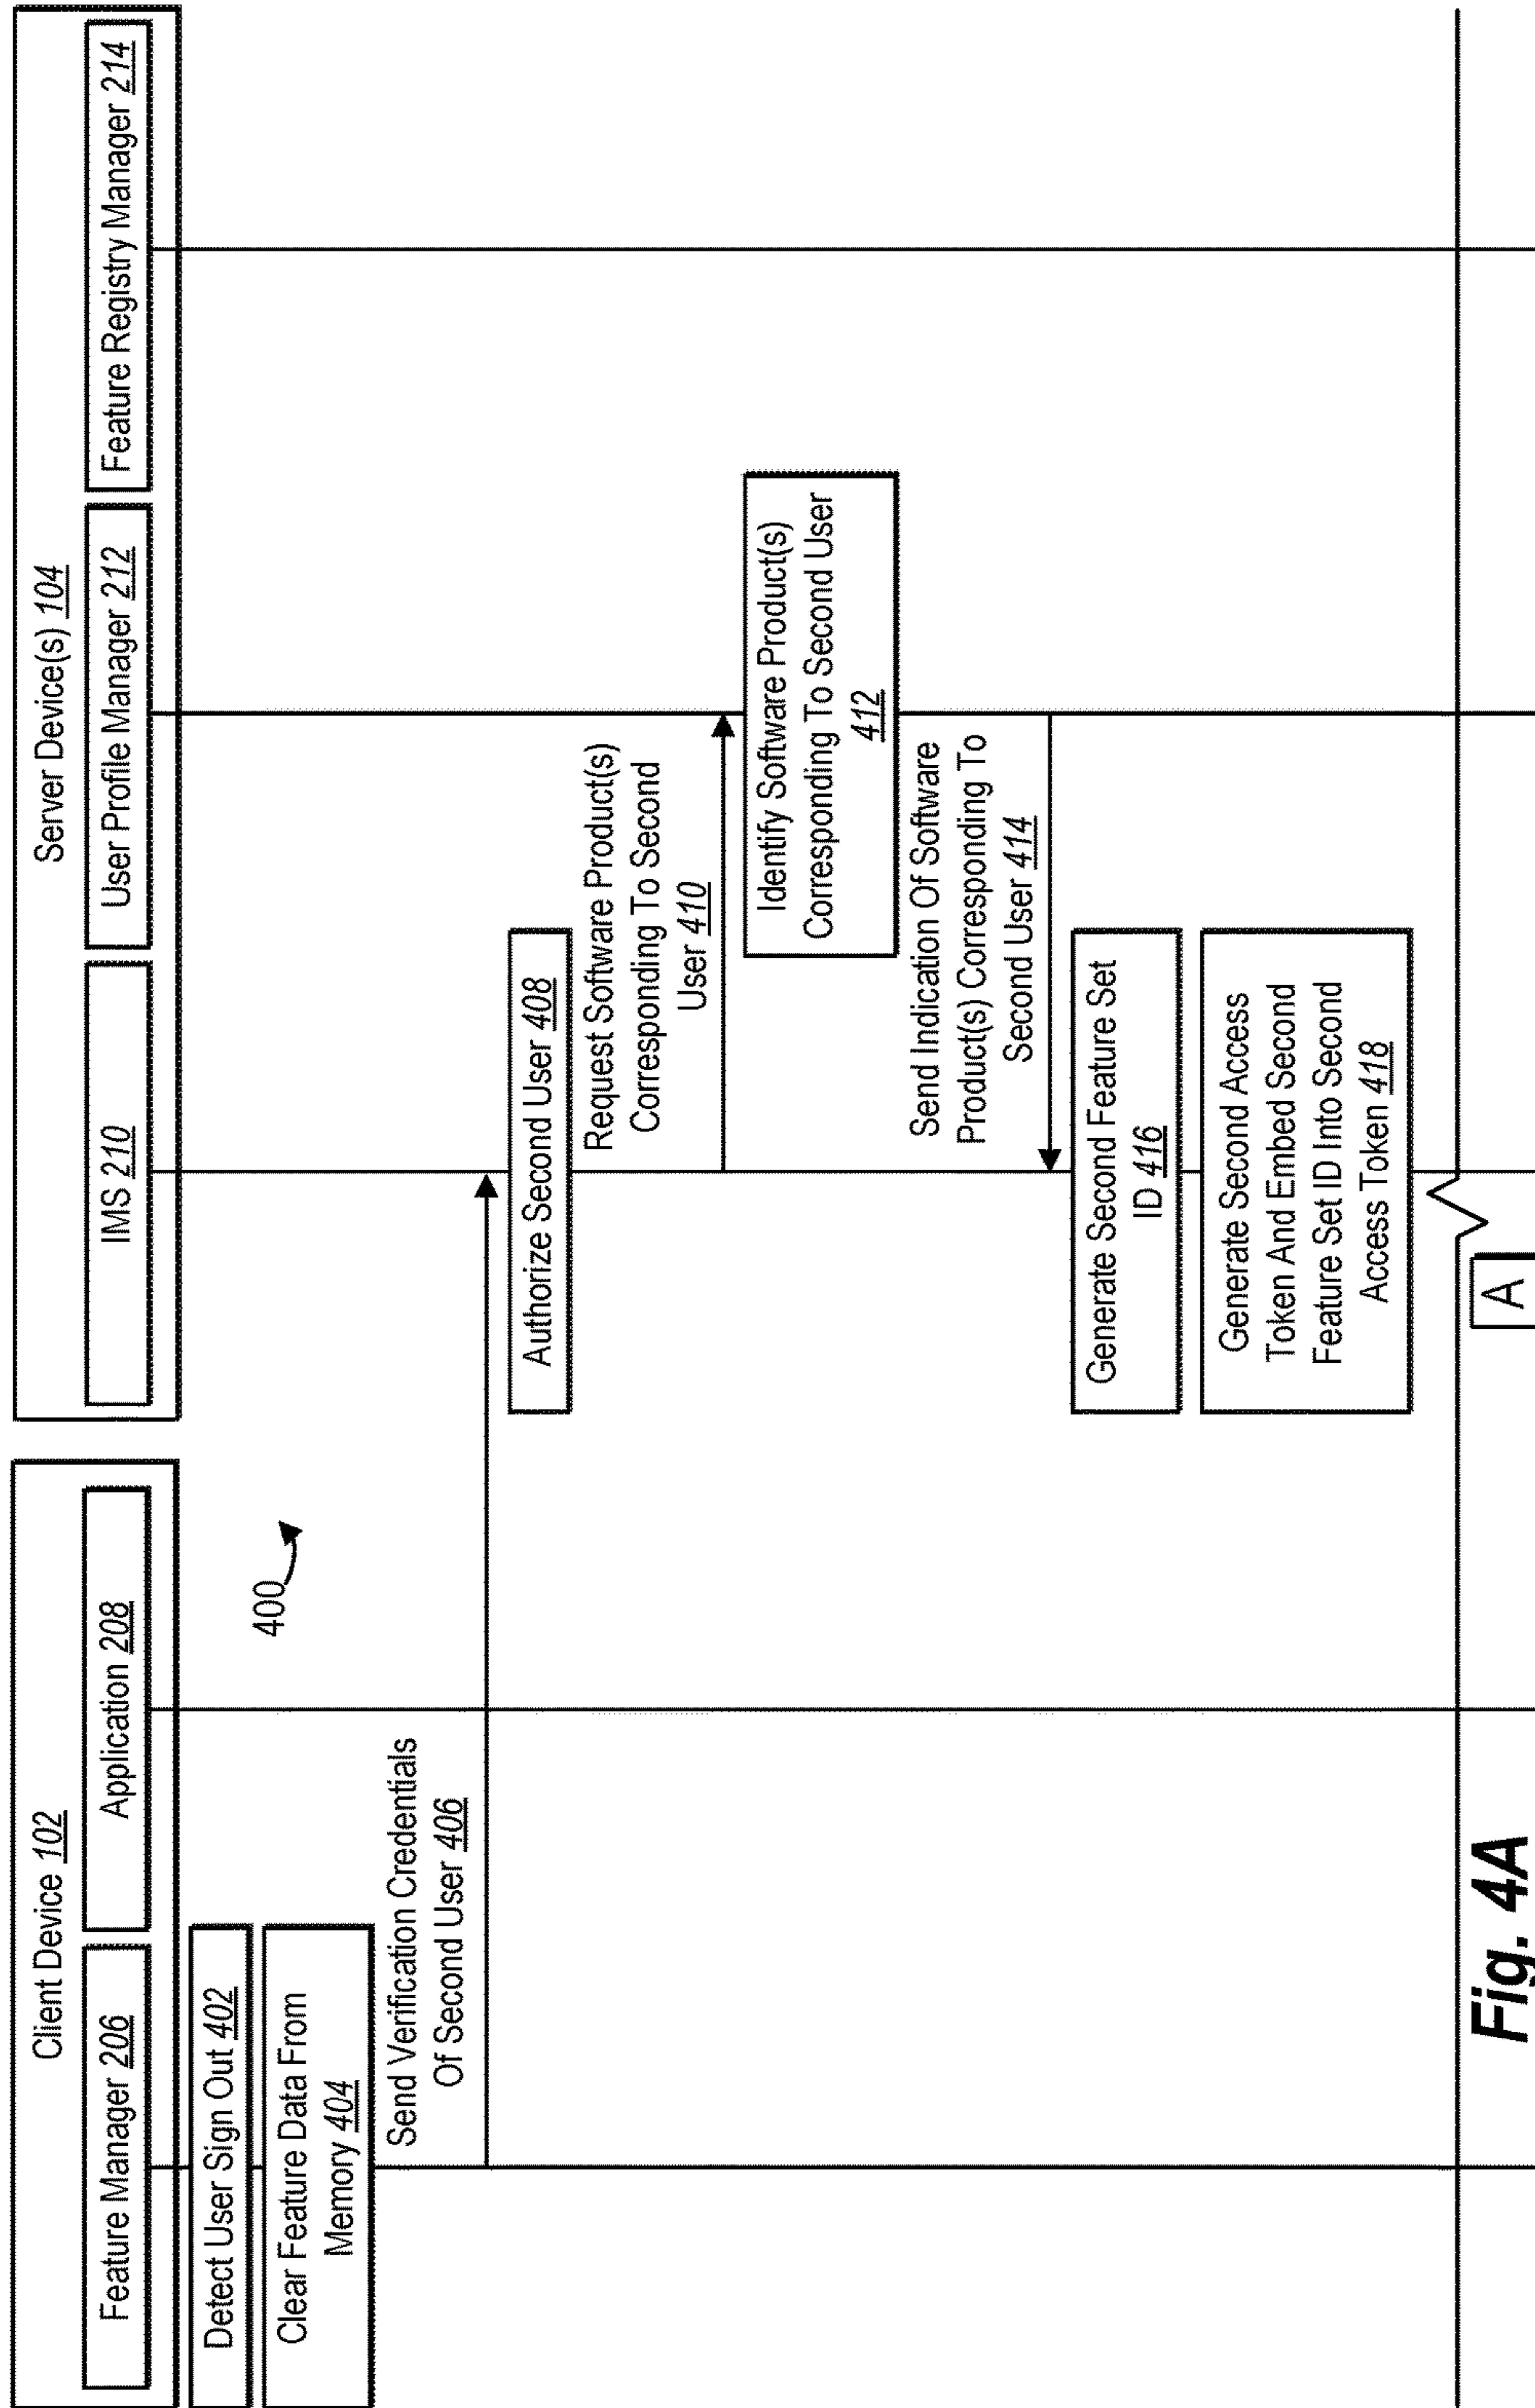 Client Device 102
Server Device(s) 104
Feature Manager 206
Application 208
IMS 210
User Profile Manager 212
Feature Registry Manager 214
Detect User Sign Out 402
Clear Feature Data From
Memory 404
400
Send Verification Credentials
Of Second User 406
Authorize Second User 408
Request Software Product(s)
Corresponding To Second
User 410
Identify Software Product(s)
Corresponding To Second User
412
Send Indication Of Software
Product(s) Corresponding To
Second User 414
Generate Second Feature Set
ID 416
Generate Second Access
Token And Embed Second
Feature Set ID Into Second
Access Token 418
A
Fig. 4A